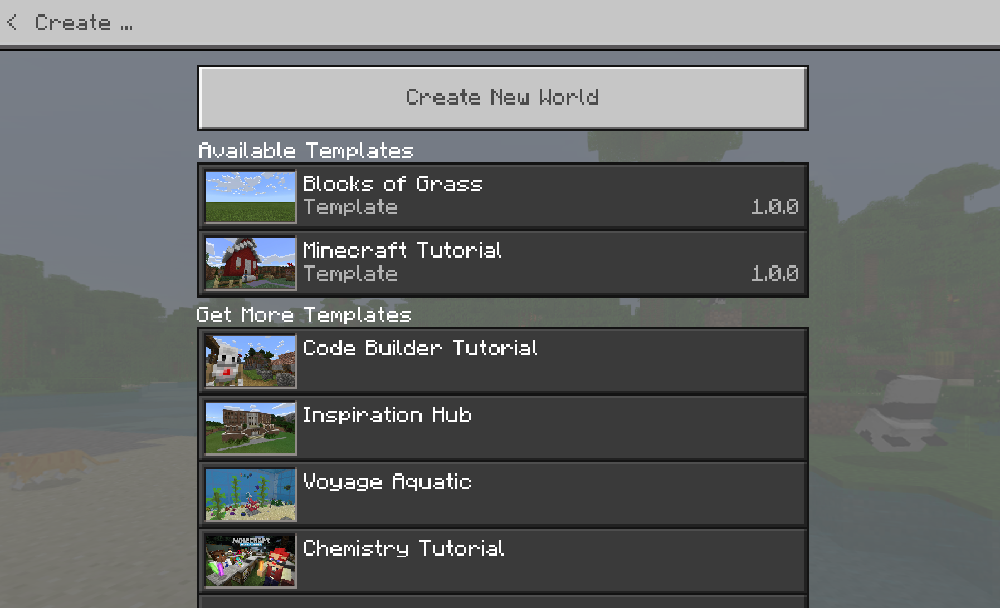 Create ...
Create New World
Available Templates
Blocks of Grass
Template 1.0.0
Minecraft Tutorial
Template 1.0.0
Get More Templates
Code Builder Tutorial
Inspiration Hub
Voyage Aquatic
MINECRAFT
Chemistry Tutorial